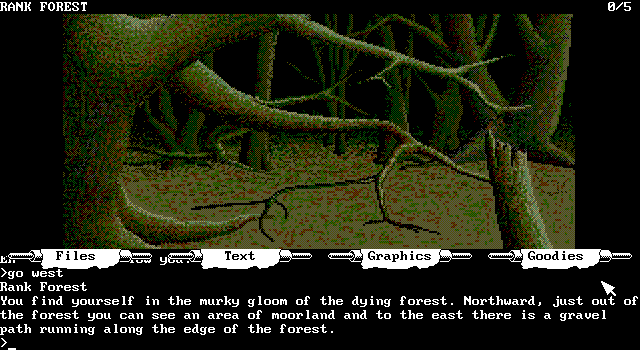 RANK FOREST 0/5
Files Text Graphics Goodies
>go west
Rank Forest
You find yourself in the murky gloom of the dying forest. Northward, just out of
the forest you can see an area of moorland and to the east there is a gravel
path running along the edge of the forest.
>_